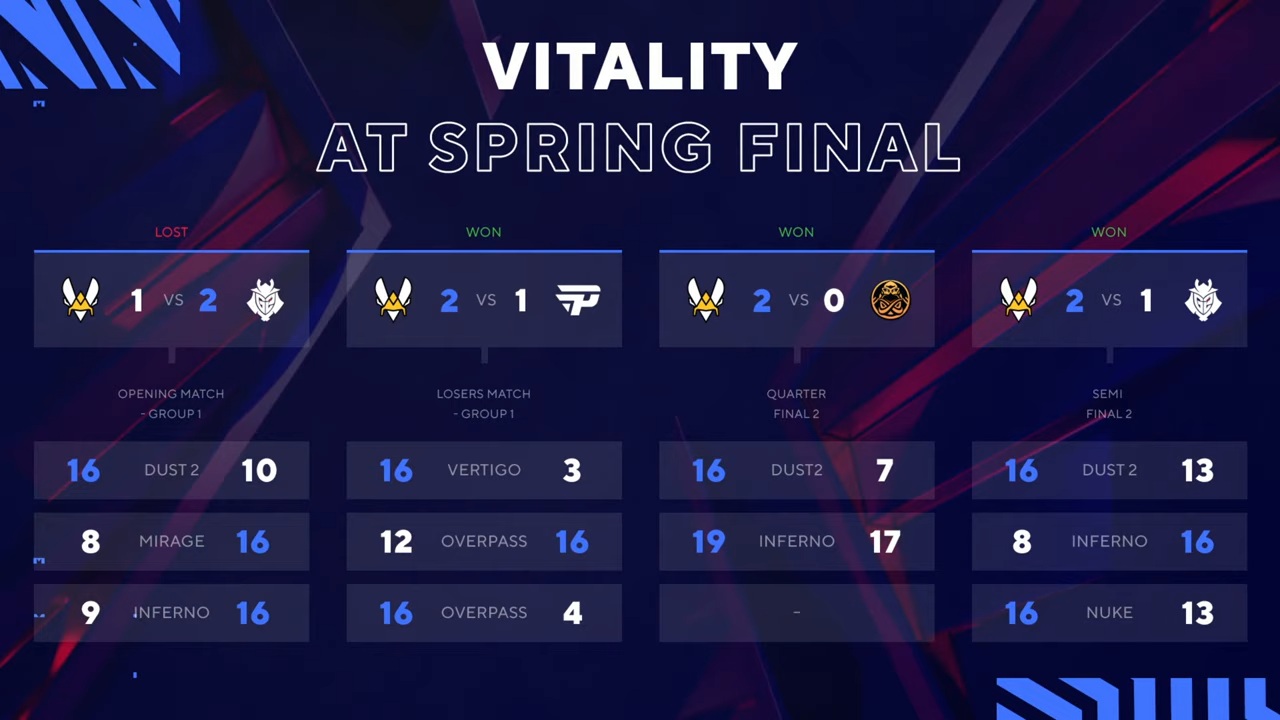 VITALITY
AT SPRING FINAL
LOST
1 VS 2
OPENING MATCH
- GROUP 1
16 DUST 2 10
8 MIRAGE 16
9 INFERNO 16
WON
2 VS 1
LOSERS MATCH
- GROUP 1
16 VERTIGO 3
12 OVERPASS 16
16 OVERPASS 4
WON
2 VS 0
QUARTER
FINAL 2
16 DUST2 7
19 INFERNO 17
-
WON
2 VS 1
SEMI
FINAL 2
16 DUST 2 13
8 INFERNO 16
16 NUKE 13